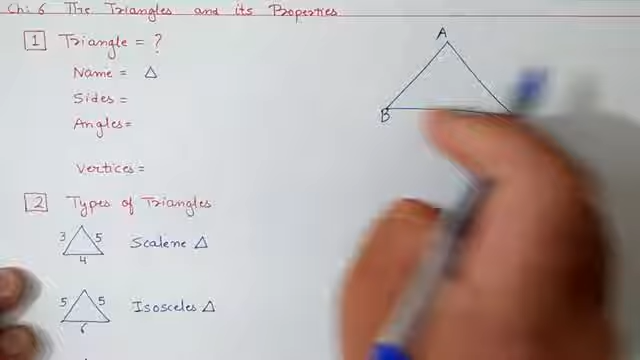 Ch: 6 The Triangles and its Properties
1 Triangle = ?
Name = Δ
Sides =
Angles =
Vertices =
A
B
2 Types of Triangles
3 5
4
Scalene Δ
5 5
6
Isosceles Δ